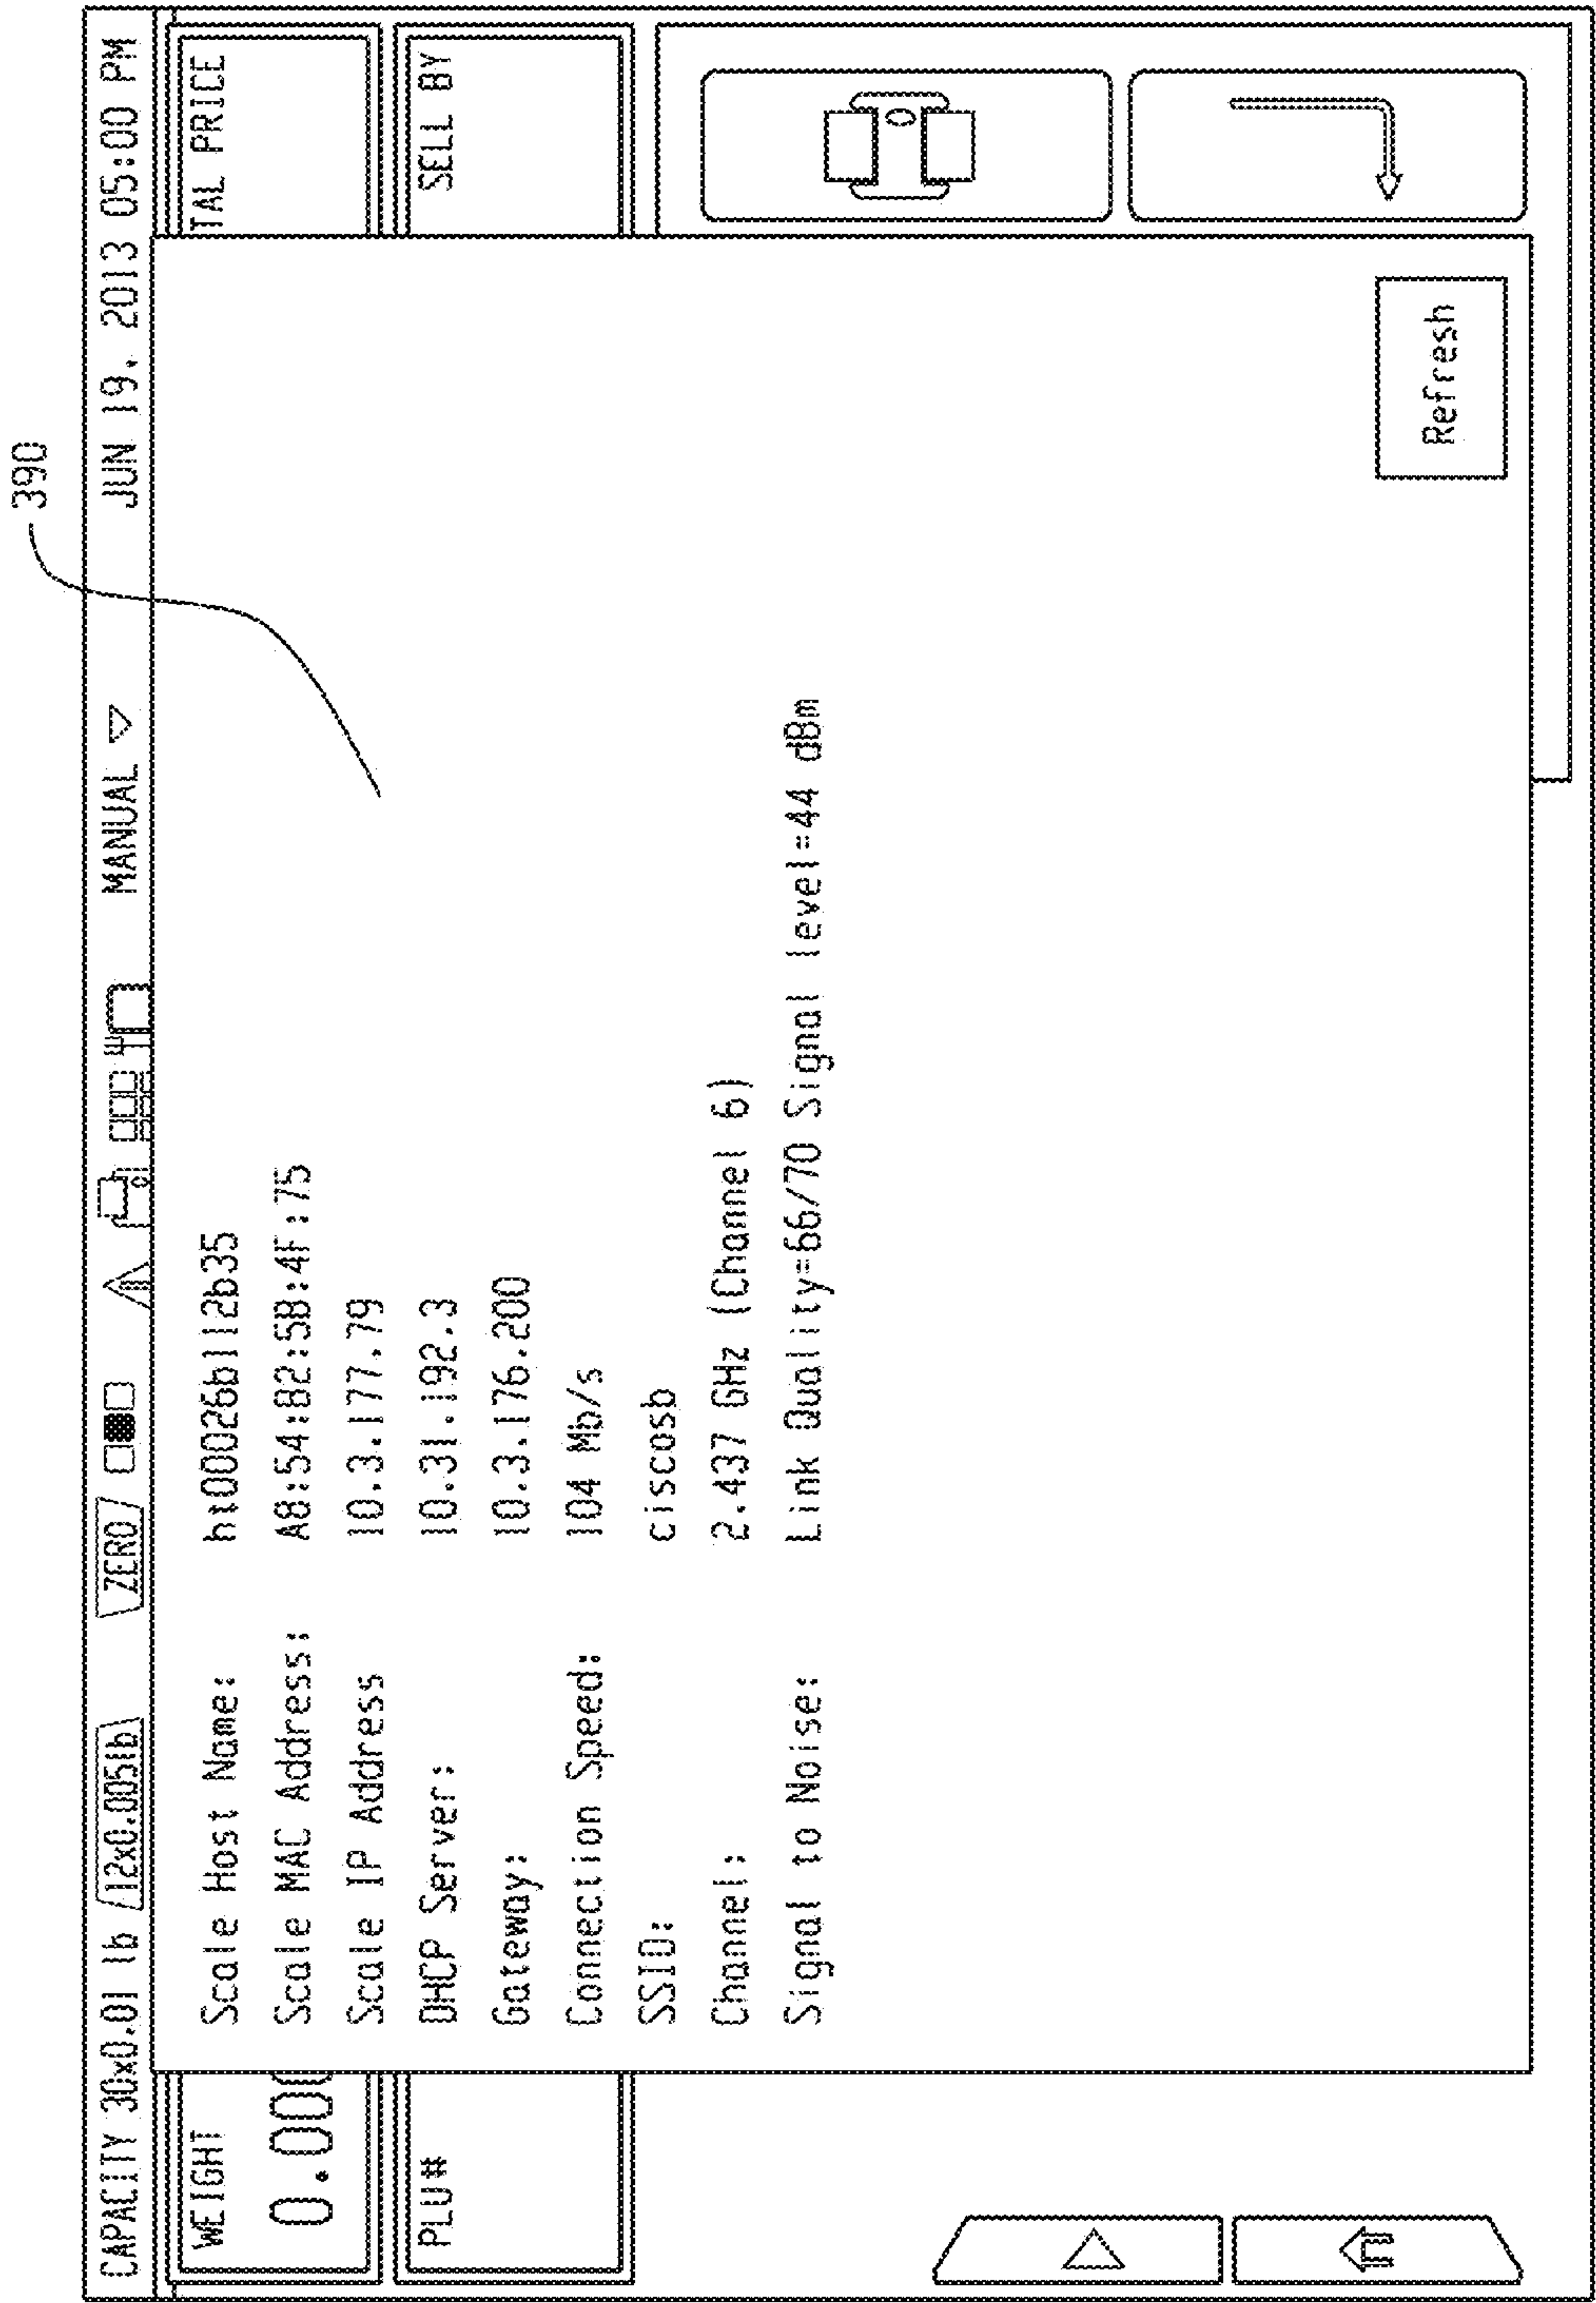 390
CAPACITY 30x0.01 lb /12x0.005lb\ \ZERO/ MANUAL JUN 19, 2013 05:00 PM
WEIGHT
0.00
TAL PRICE
PLU#
SELL BY
Scale Host Name: ht00026b112b35
Scale MAC Address: A8:54:B2:5B:4F:75
Scale IP Address 10.3.177.79
DHCP Server: 10.31.192.3
Gateway: 10.3.176.200
Connection Speed: 104 Mb/s
SSID: ciscosb
Channel: 2.437 GHz (Channel 6)
Signal to Noise: Link Quality=66/70 Signal level=44 dBm
0
Refresh